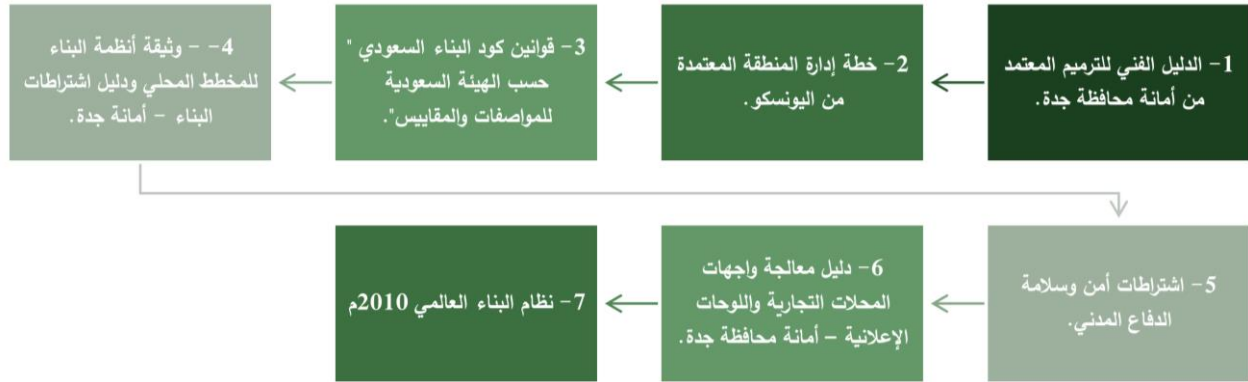 1- الدليل الفني للترميم المعتمد
من أمانة محافظة جدة.
2- خطة إدارة المنطقة المعتمدة
من اليونسكو.
3- قوانين كود البناء السعودي "
حسب الهيئة السعودية
للمواصفات والمقاييس".
4- - وثيقة أنظمة البناء
للمخطط المحلي ودليل اشتراطات
البناء – أمانة جدة.
5- اشتراطات أمن وسلامة
الدفاع المدني.
6- دليل معالجة واجهات
المحلات التجارية واللوحات
الإعلانية – أمانة محافظة جدة.
7- نظام البناء العالمي 2010م